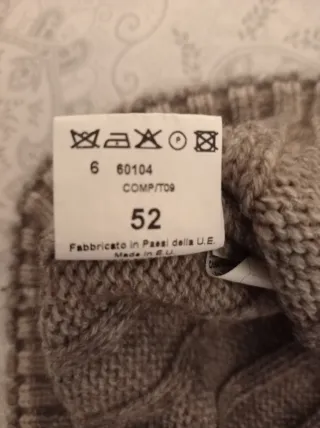 P
6 60104
COMP/T09
52
Fabbricato in Paesi della U.E.
Made in E.U.